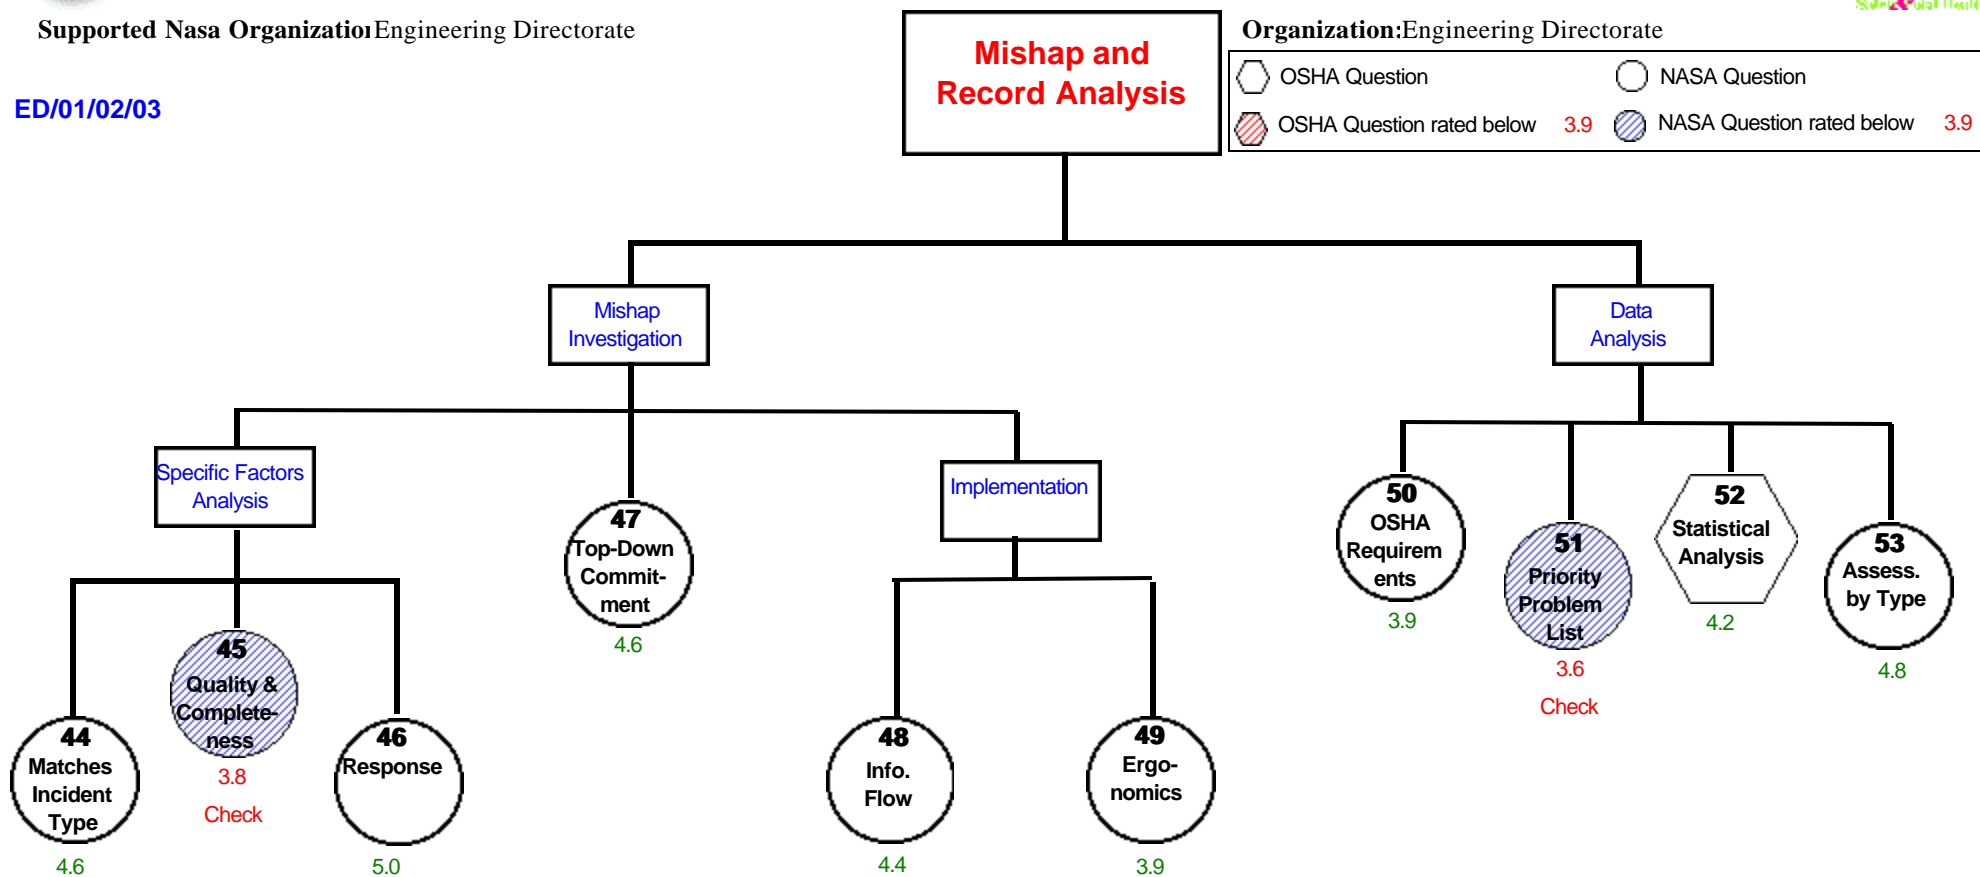 Supported Nasa Organization Engineering Directorate
Organization:Engineering Directorate
ED/01/02/03
Mishap and
Record Analysis
OSHA Question
NASA Question
OSHA Question rated below 3.9
NASA Question rated below 3.9
Mishap
Investigation
Data
Analysis
Specific Factors
Analysis
47
Top-Down
Commit-
ment
4.6
Implementation
50
OSHA
Requirem
ents
3.9
51
Priority
Problem
List
3.6
Check
52
Statistical
Analysis
4.2
53
Assess.
by Type
4.8
44
Matches
Incident
Type
4.6
45
Quality &
Complete-
ness
3.8
Check
46
Response
5.0
48
Info.
Flow
4.4
49
Ergo-
nomics
3.9